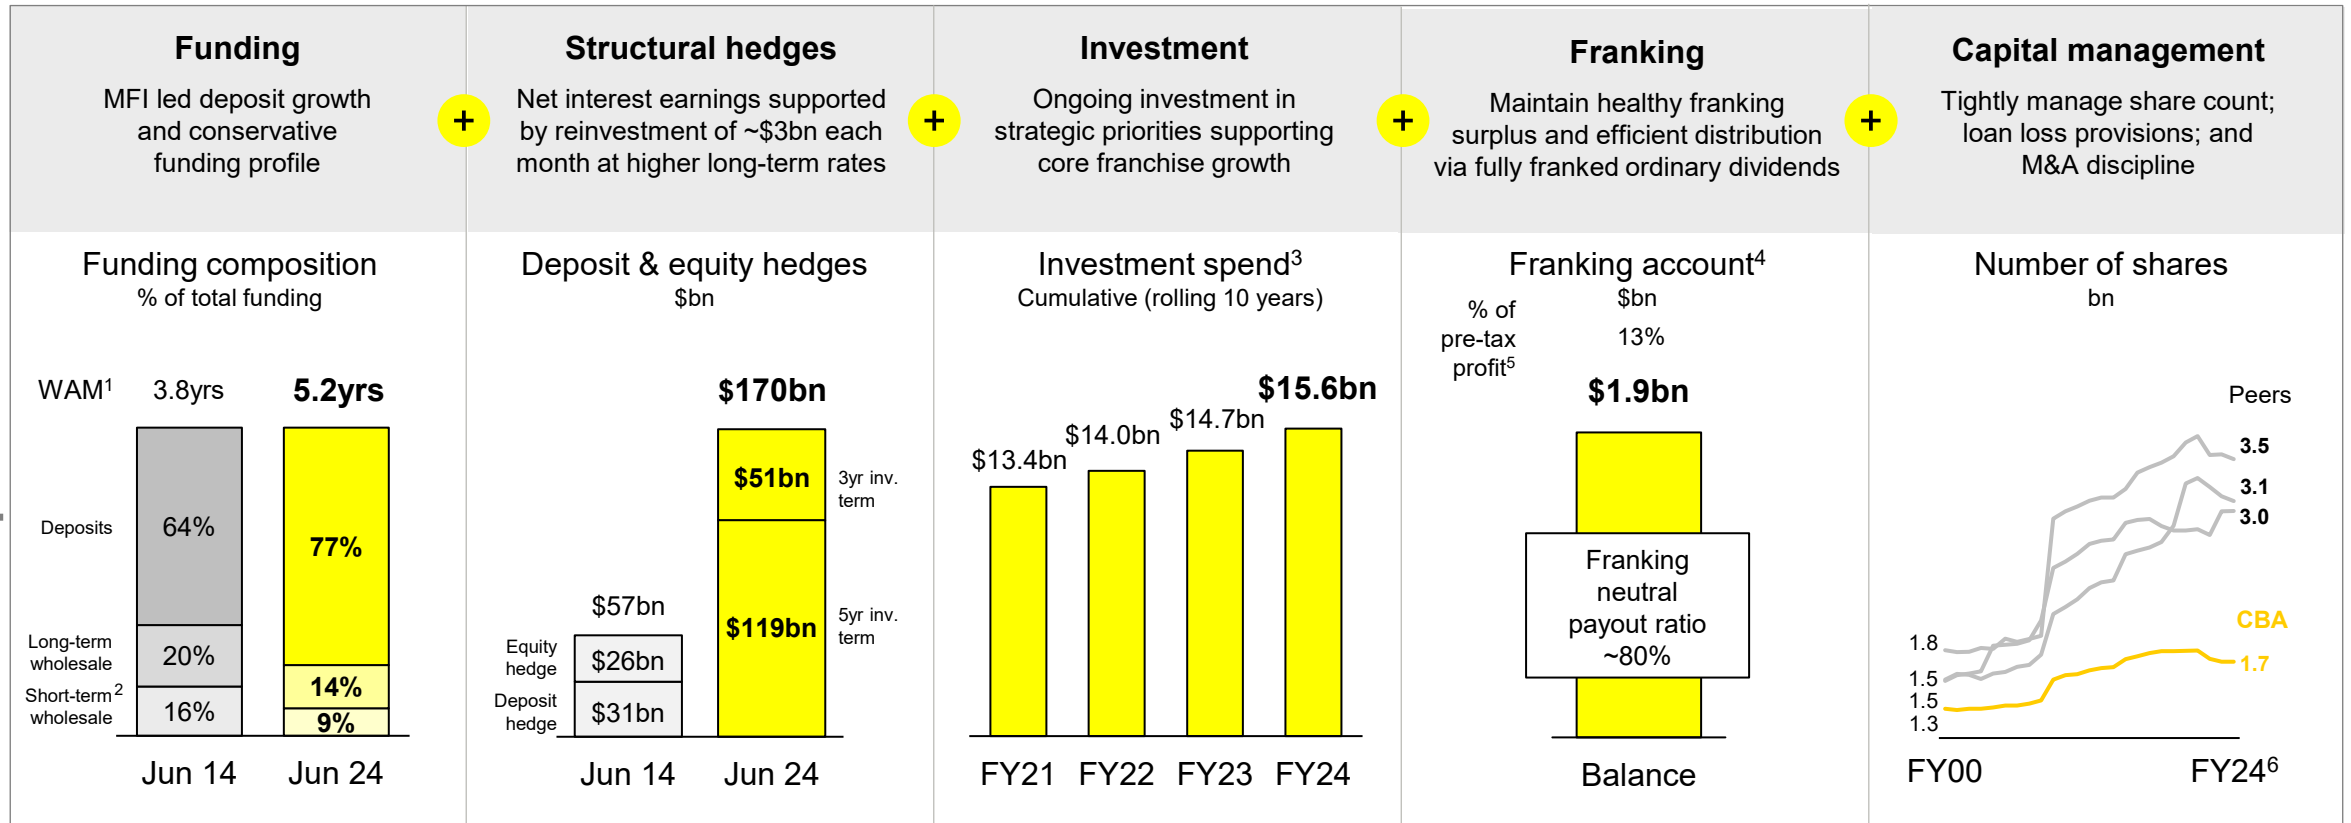 Funding
MFI led deposit growth
and conservative
funding profile
+
Structural hedges
Net interest earnings supported
by reinvestment of ~$3bn each
month at higher long-term rates
+
Investment
Ongoing investment in
strategic priorities supporting
core franchise growth
+
Franking
Maintain healthy franking
surplus and efficient distribution
via fully franked ordinary dividends
+
Capital management
Tightly manage share count;
loan loss provisions; and
M&A discipline
Funding composition
% of total funding
WAM1 3.8yrs 5.2yrs
Deposits 64% 77%
Long-term
wholesale 20% 14%
Short-term2
wholesale 16% 9%
Jun 14 Jun 24
Deposit & equity hedges
$bn
$170bn
$51bn 3yr inv.
term
$57bn
$119bn 5yr inv.
term
Equity
hedge $26bn
Deposit
hedge $31bn
Jun 14 Jun 24
Investment spend3
Cumulative (rolling 10 years)
$13.4bn $14.0bn $14.7bn $15.6bn
FY21 FY22 FY23 FY24
Franking account4
$bn
% of
pre-tax
profit5
13%
$1.9bn
Franking
neutral
payout ratio
~80%
Balance
Number of shares
bn
Peers
3.5
3.1
3.0
CBA
1.7
1.8
1.5
1.5
1.3
FY00 FY246